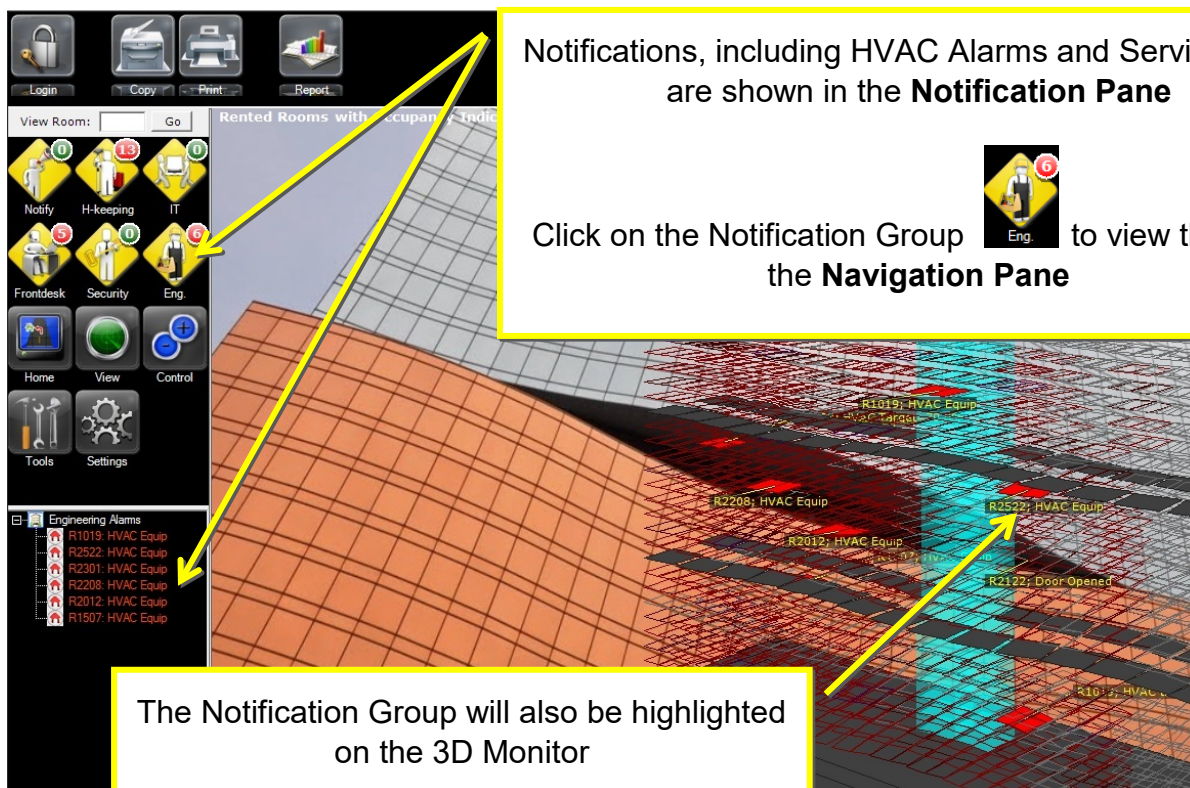 Login
Copy
Print
Report
Notifications, including HVAC Alarms and Servi
are shown in the Notification Pane
6
Click on the Notification Group Eng. to view t
the Navigation Pane
View Room: Go
Rented Rooms with Occupancy Indic
0 13 0
Notify H-keeping IT
5 0 6
Frontdesk Security Eng.
Home View Control
Tools Settings
Engineering Alarms
R1019: HVAC Equip
R2522: HVAC Equip
R2301: HVAC Equip
R2208: HVAC Equip
R2012: HVAC Equip
R1507: HVAC Equip
R1019; HVAC Equip
R2208; HVAC Equip
R2522; HVAC Equip
R2012; HVAC Equip
R2122; Door Opened
The Notification Group will also be highlighted
on the 3D Monitor